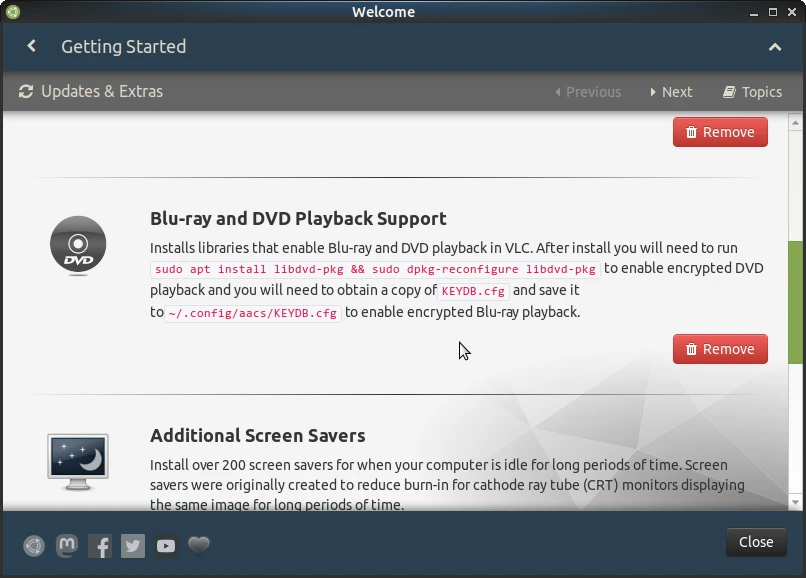 Welcome
Getting Started
Updates & Extras
Previous
Next
Topics
Remove
Blu-ray and DVD Playback Support
Installs libraries that enable Blu-ray and DVD playback in VLC. After install you will need to run
sudo apt install libdvd-pkg && sudo dpkg-reconfigure libdvd-pkg to enable encrypted DVD
playback and you will need to obtain a copy of KEYDB.cfg and save it
to ~/.config/aacs/KEYDB.cfg to enable encrypted Blu-ray playback.
DVD
Remove
Additional Screen Savers
Install over 200 screen savers for when your computer is idle for long periods of time. Screen
savers were originally created to reduce burn-in for cathode ray tube (CRT) monitors displaying
the same image for long periods of time.
Close